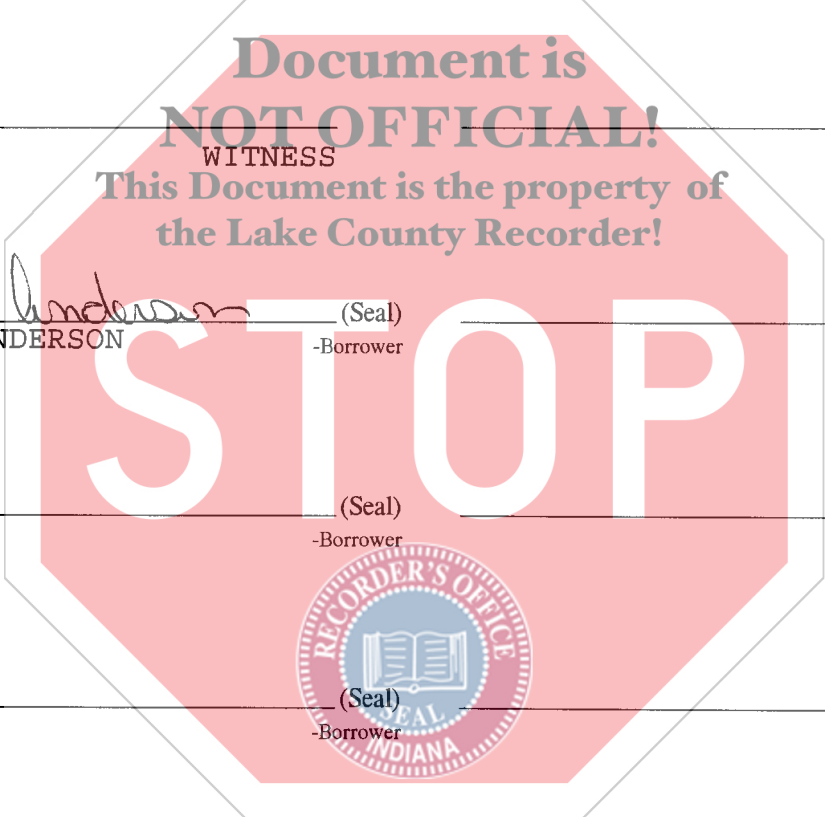 Document is
NOT OFFICIAL!
WITNESS
This Document is the property of
the Lake County Recorder!
anderson (Seal)
NDERSON -Borrower
STOP
(Seal)
-Borrower
RECORDER'S OFFICE
(Seal)
SEAL
-Borrower
INDIANA